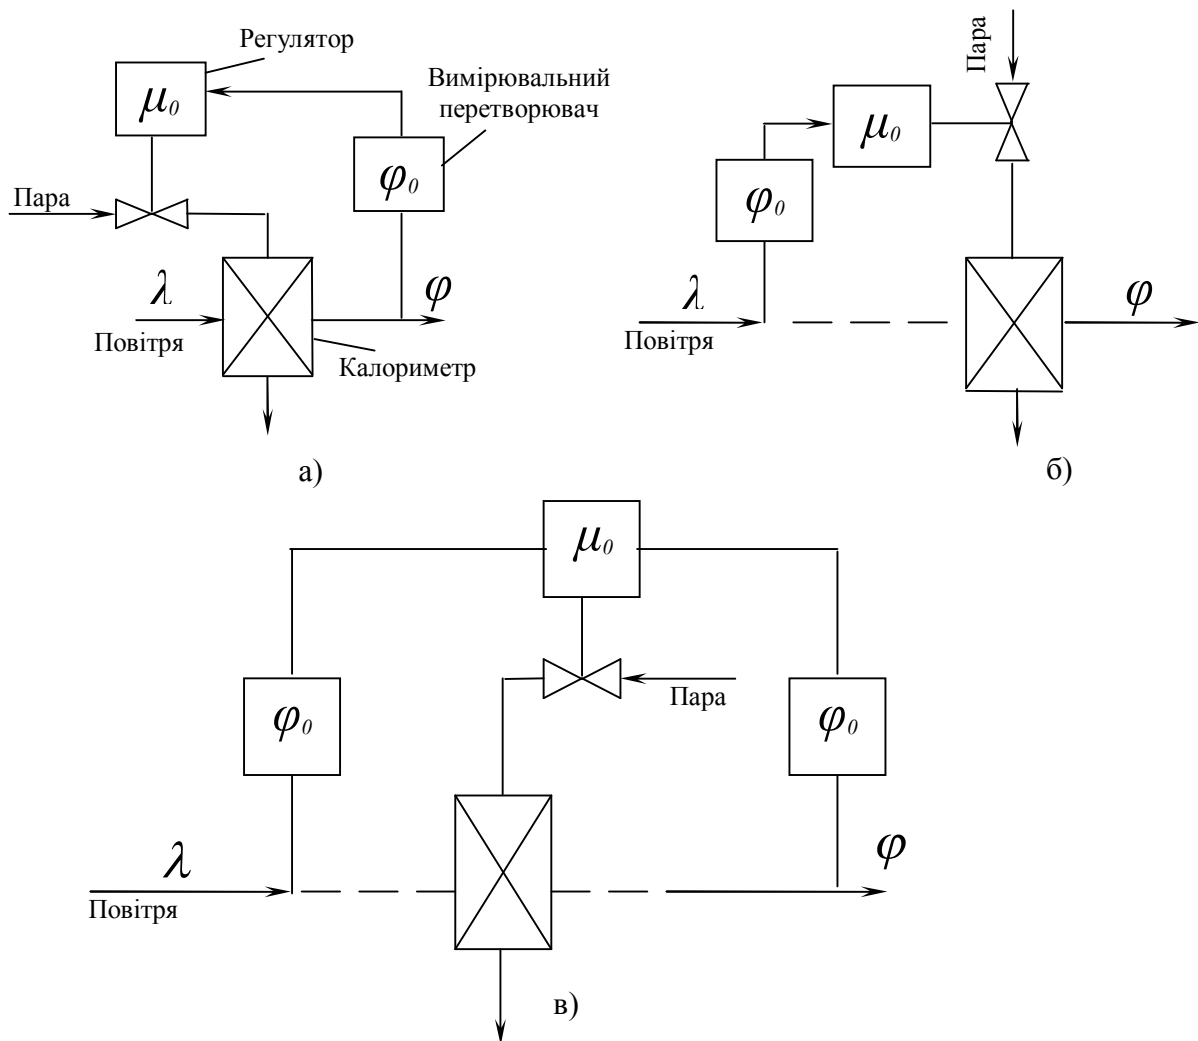 Регулятор
Вимірювальний
перетворювач
μ₀
φ₀
Пара
λ
Повітря
φ
Калориметр
а)
Пара
μ₀
φ₀
λ
Повітря
φ
б)
μ₀
Пара
φ₀
φ₀
λ
Повітря
φ
в)